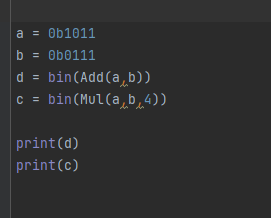 a = 0b1011
b = 0b0111
d = bin(Add(a,b))
c = bin(Mul(a,b,4))
print(d)
print(c)